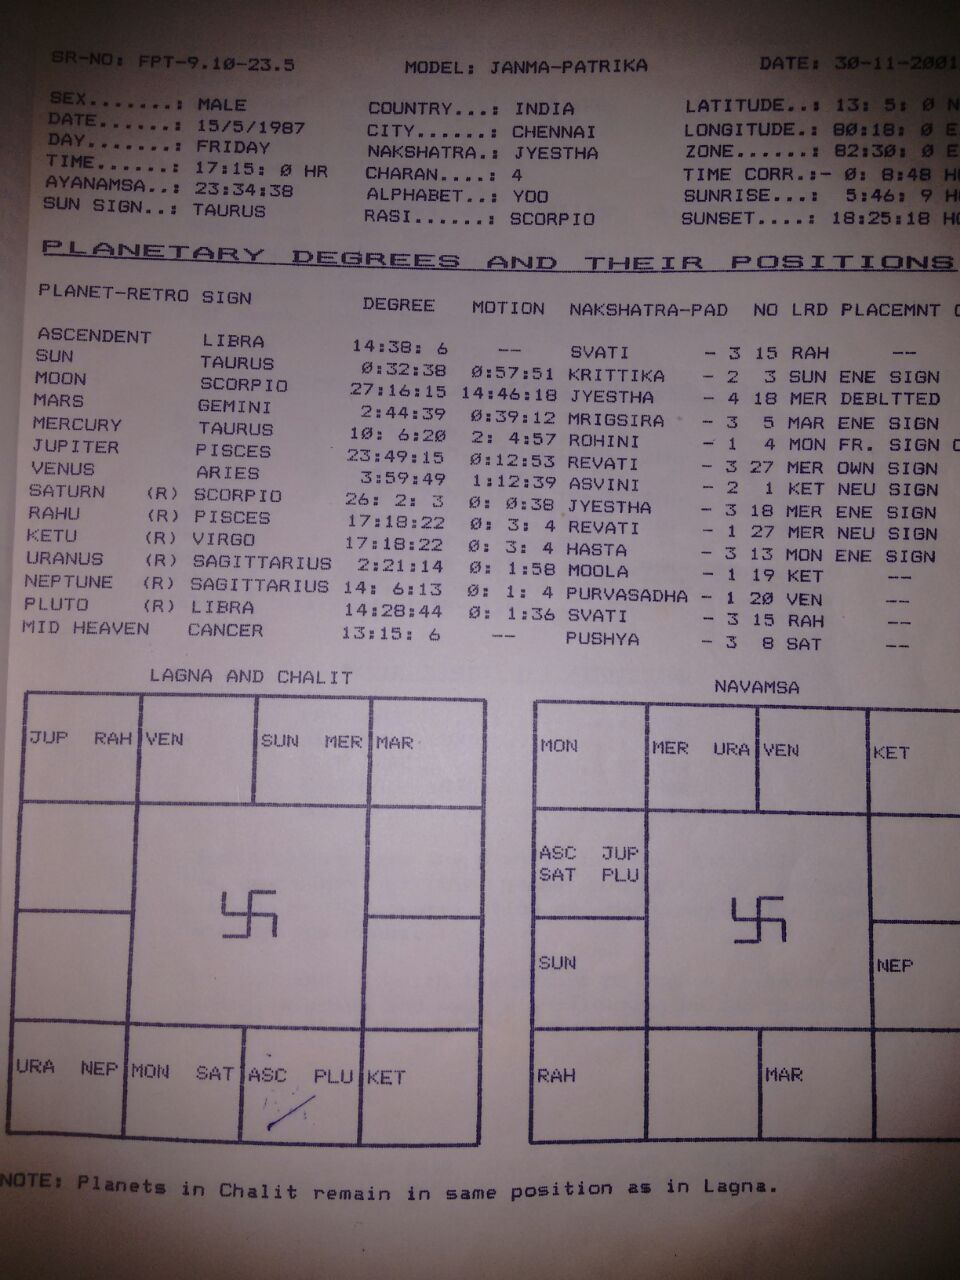 SR-NO: FPT-9.10-23.5 MODEL: JANMA-PATRIKA DATE: 30-11-2001
SEX.......: MALE COUNTRY...: INDIA LATITUDE..: 13: 5: 0 N
DATE......: 15/5/1987 CITY......: CHENNAI LONGITUDE.: 80:18: 0 E
DAY.......: FRIDAY NAKSHATRA.: JYESTHA ZONE......: 82:30: 0 E
TIME......: 17:15: 0 HR CHARAN....: 4 TIME CORR.:- 0: 8:48
AYANAMSA..: 23:34:38 ALPHABET..: YOO SUNRISE...: 5:46: 9
SUN SIGN..: TAURUS RASI......: SCORPIO SUNSET....: 18:25:18
PLANETARY DEGREES AND THEIR POSITIONS
PLANET-RETRO SIGN DEGREE MOTION NAKSHATRA-PAD NO LRD PLACEMNT
ASCENDENT LIBRA 14:38: 6 -- SVATI - 3 15 RAH --
SUN TAURUS 0:32:38 0:57:51 KRITTIKA - 2 3 SUN ENE SIGN
MOON SCORPIO 27:16:15 14:46:18 JYESTHA - 4 18 MER DEBLTTED
MARS GEMINI 2:44:39 0:39:12 MRIGSIRA - 3 5 MAR ENE SIGN
MERCURY TAURUS 10: 6:20 2: 4:57 ROHINI - 1 4 MON FR. SIGN
JUPITER PISCES 23:49:15 0:12:53 REVATI - 3 27 MER OWN SIGN
VENUS ARIES 3:59:49 1:12:39 ASVINI - 2 1 KET NEU SIGN
SATURN (R) SCORPIO 26: 2: 3 0: 0:38 JYESTHA - 3 18 MER ENE SIGN
RAHU (R) PISCES 17:18:22 0: 3: 4 REVATI - 1 27 MER NEU SIGN
KETU (R) VIRGO 17:18:22 0: 3: 4 HASTA - 3 13 MON ENE SIGN
URANUS (R) SAGITTARIUS 2:21:14 0: 1:58 MOOLA - 1 19 KET --
NEPTUNE (R) SAGITTARIUS 14: 6:13 0: 1: 4 PURVASADHA - 1 20 VEN --
PLUTO (R) LIBRA 14:28:44 0: 1:36 SVATI - 3 15 RAH --
MID HEAVEN CANCER 13:15: 6 -- PUSHYA - 3 8 SAT --
LAGNA AND CHALIT
JUP RAH VEN SUN MER MAR
URA NEP MON SAT ASC PLU KET
NAVAMSA
MON MER URA VEN KET
ASC JUP
SAT PLU
SUN NEP
RAH MAR
NOTE: Planets in Chalit remain in same position as in Lagna.